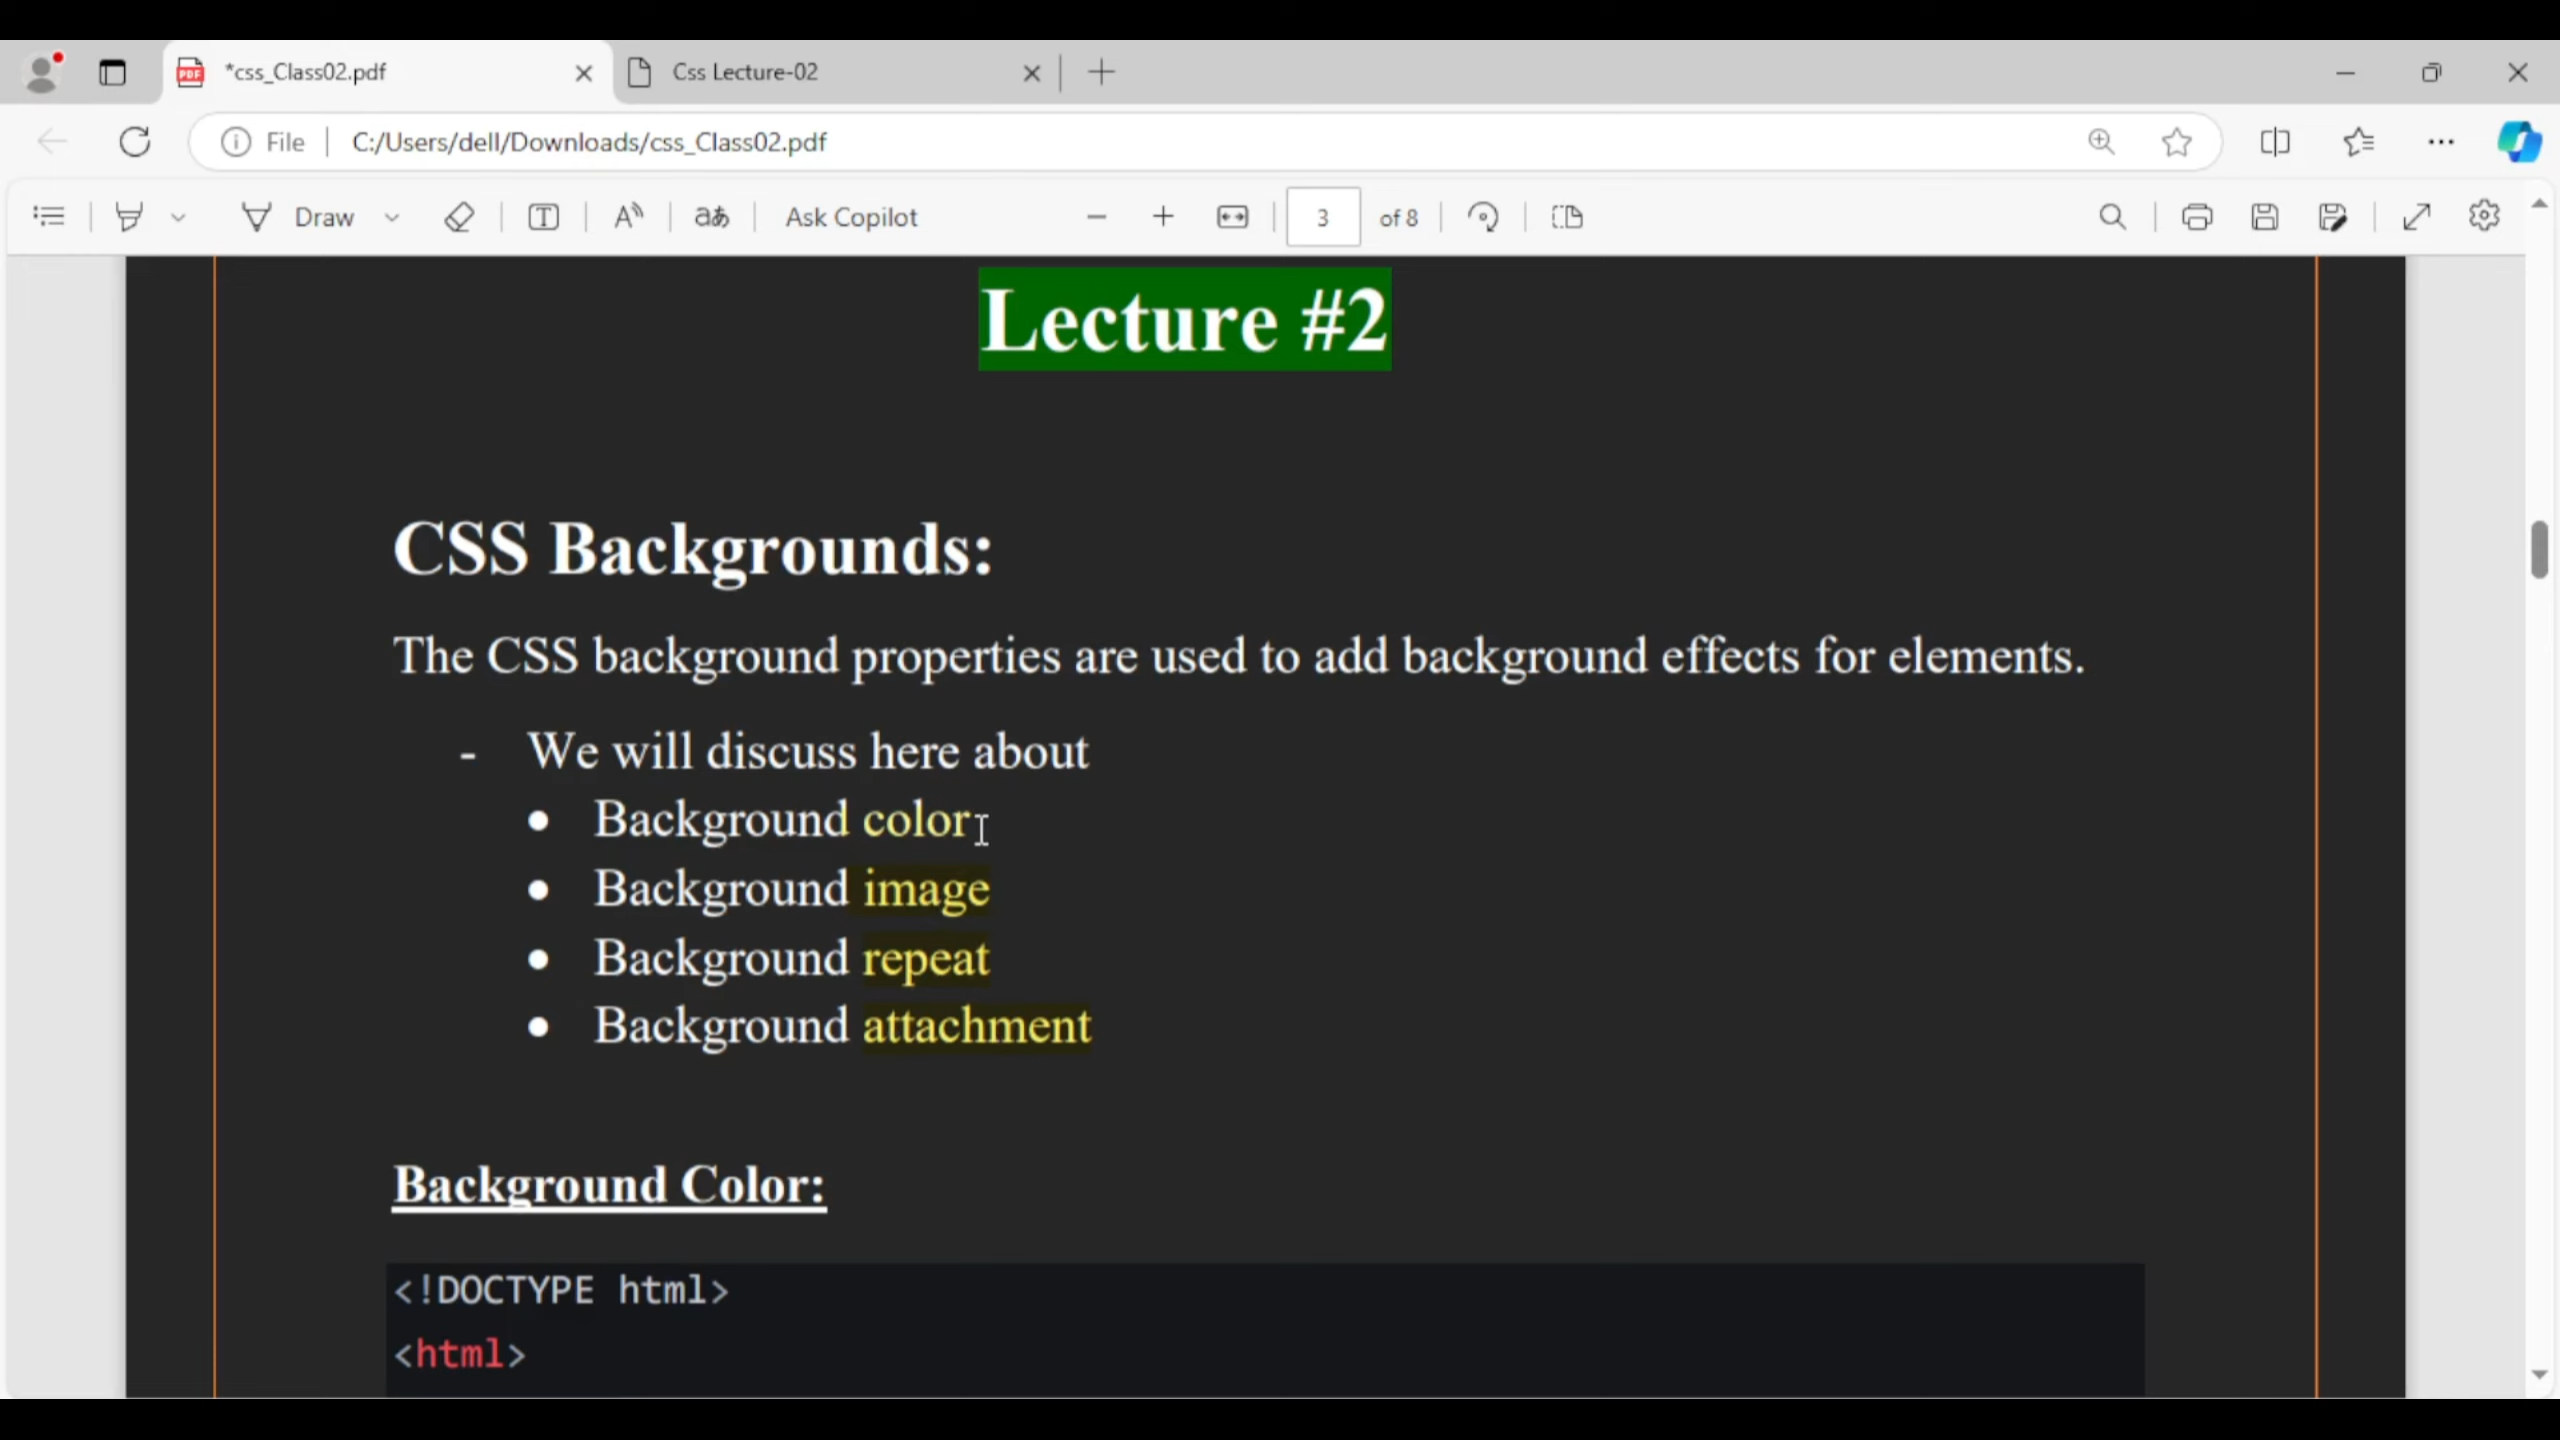 *css_Class02.pdf
Css Lecture-02
File
C:/Users/dell/Downloads/css_Class02.pdf
Draw
Ask Copilot
3 of 8
Lecture #2
CSS Backgrounds:
The CSS background properties are used to add background effects for elements.
- We will discuss here about
● Background color
● Background image
● Background repeat
● Background attachment
Background Color:
<!DOCTYPE html>
<html>